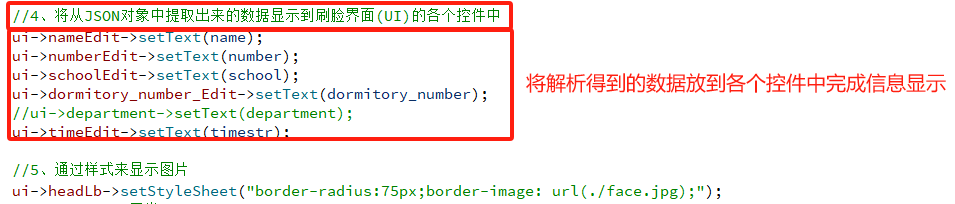 //4、将从JSON对象中提取出来的数据显示到刷脸界面(UI)的各个控件中
ui->nameEdit->setText(name);
ui->numberEdit->setText(number);
ui->schoolEdit->setText(school);
ui->dormitory_number_Edit->setText(dormitory_number);
//ui->department->setText(department);
ui->timeEdit->setText(timestr);
将解析得到的数据放到各个控件中完成信息显示
//5、通过样式来显示图片
ui->headLb->setStyleSheet("border-radius:75px;border-image: url(./face.jpg);");